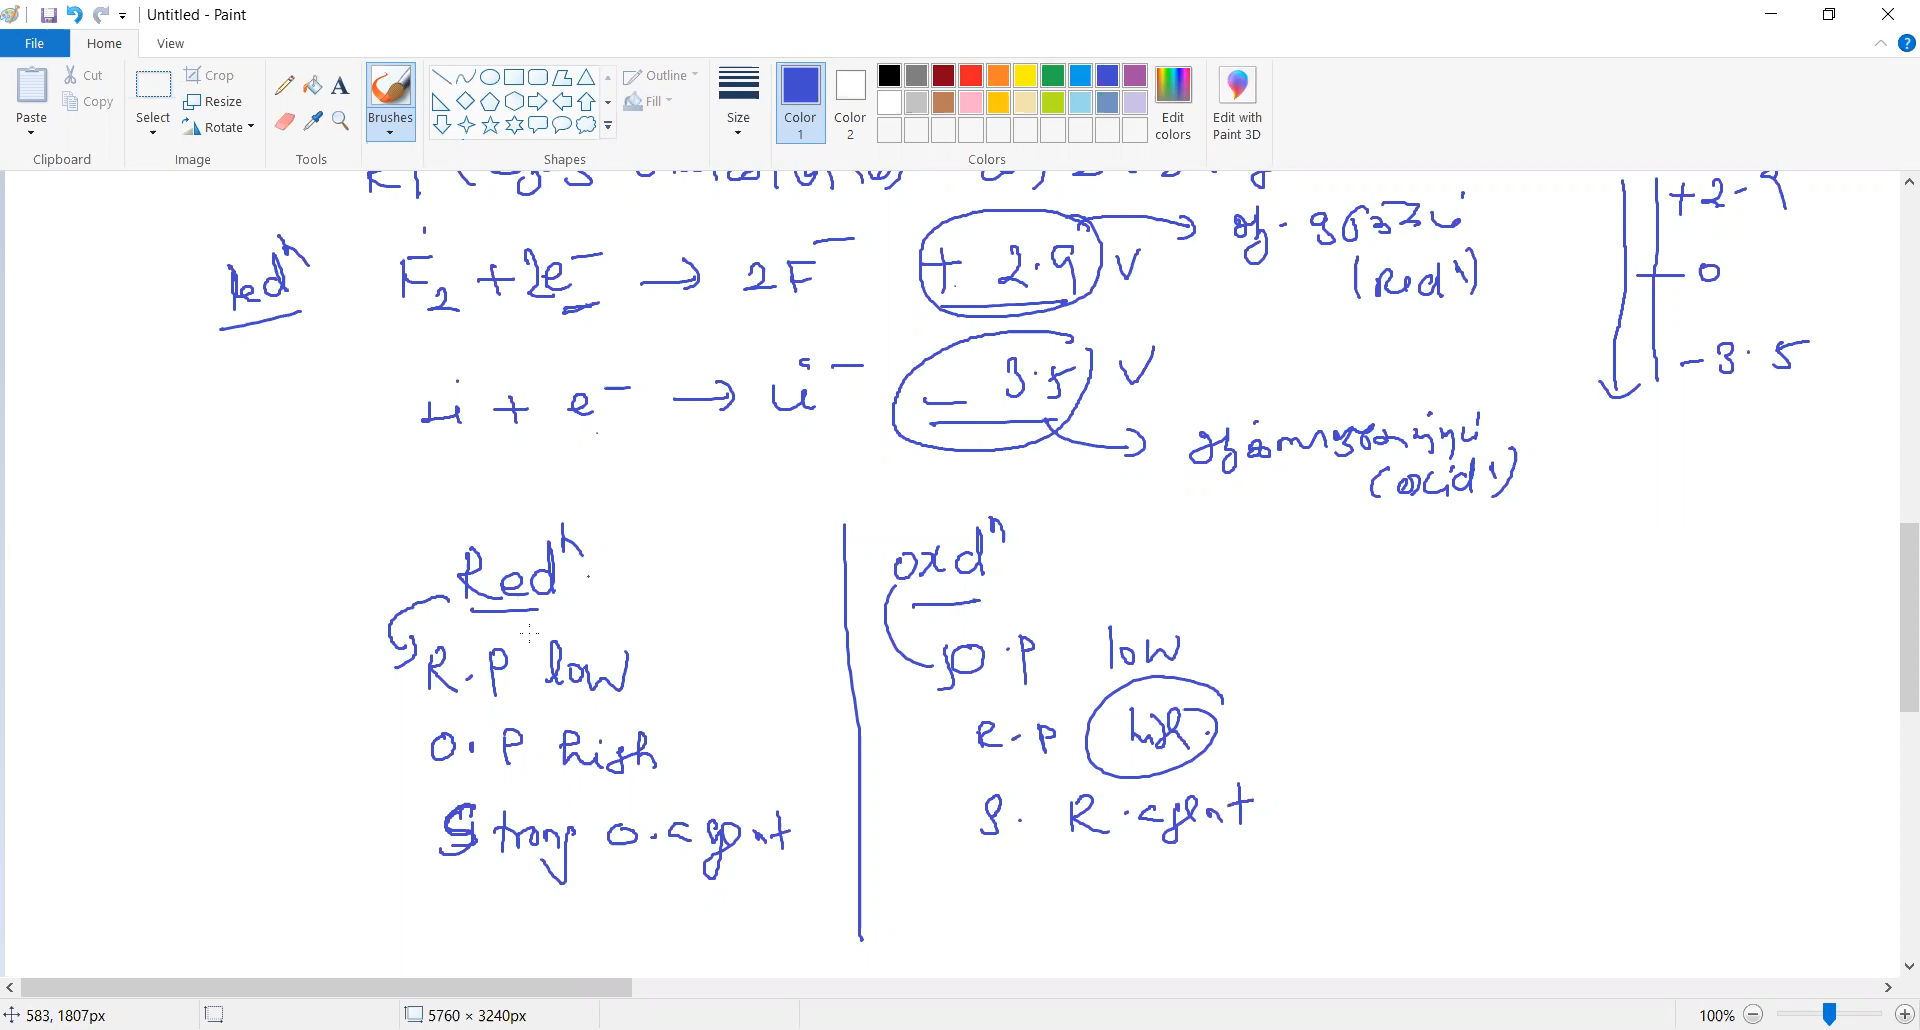 Untitled - Paint
File Home View
Cut
Copy
Paste
Clipboard
Crop
Resize
Rotate
Select
Image
Tools
Brushes
Outline
Fill
Shapes
Size
Color 1
Color 2
Edit colors
Edit with Paint 3D
Colors
Redⁿ F₂ + 2e⁻ → 2F⁻ + 2.9 V
(Redⁿ)
+2.9
0
-3.5
Li + e⁻ → Li⁻ - 3.5 V
(oxidⁿ)
Redⁿ
R.P low
O.P high
Strong O.agent
oxdⁿ
O.P low
R.P high
S. R.agent
583, 1807px
5760 × 3240px
100%